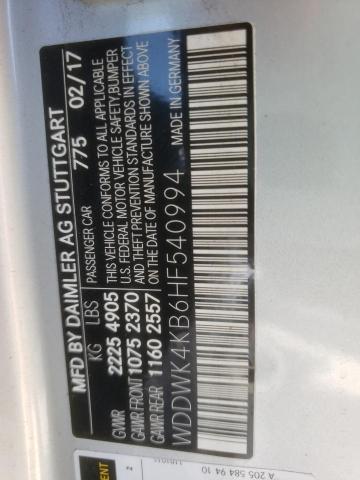 MFD BY DAIMLER AG STUTTGART
PASSENGER CAR 775 02/17
KG LBS THIS VEHICLE CONFORMS TO ALL APPLICABLE
U.S. FEDERAL MOTOR VEHICLE SAFETY,BUMPER
GVWR 2225 4905 AND THEFT PREVENTION STANDARDS IN EFFECT
GAWR FRONT 1075 2370 ON THE DATE OF MANUFACTURE SHOWN ABOVE
GAWR REAR 1160 2557 MADE IN GERMANY
WDDWK4KB6HF540994
A 205 584 94 10